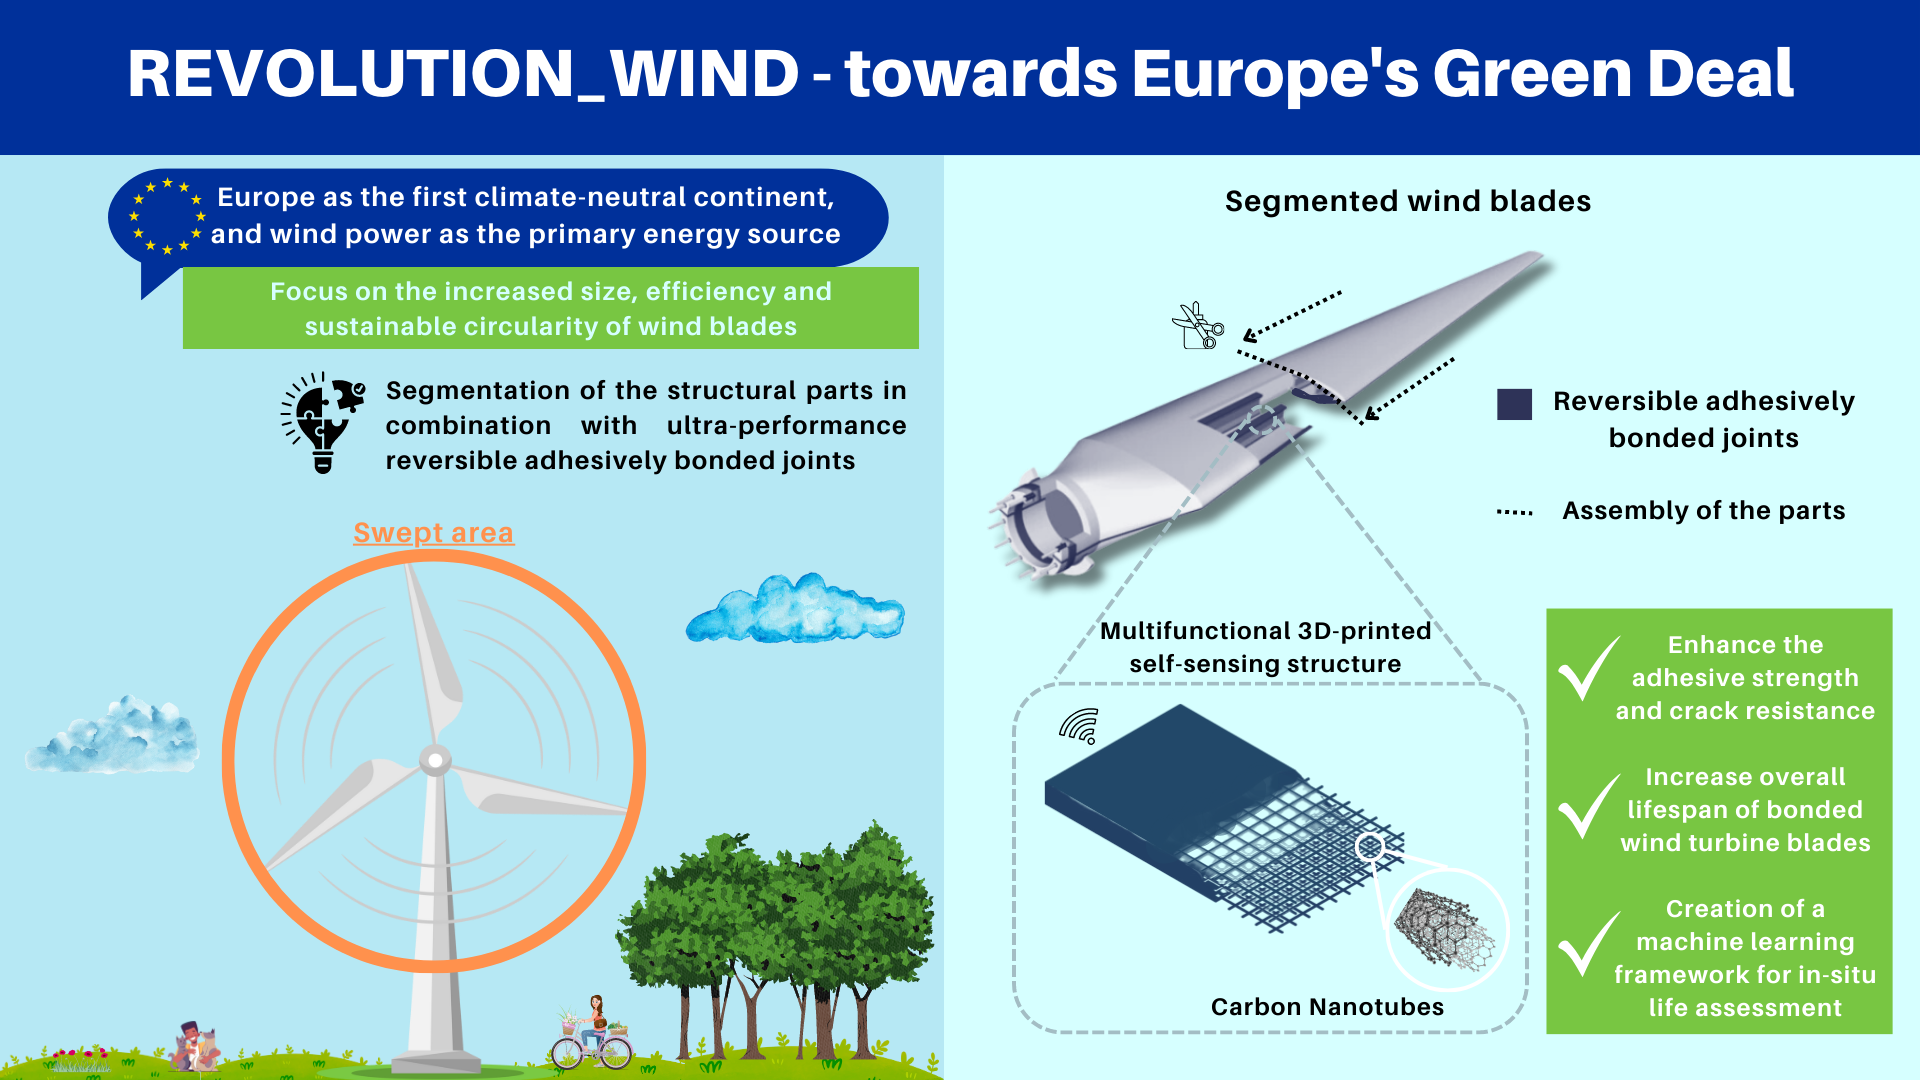 REVOLUTION_WIND - towards Europe's Green Deal
Europe as the first climate-neutral continent,
and wind power as the primary energy source
Focus on the increased size, efficiency and
sustainable circularity of wind blades
Segmentation of the structural parts in
combination with ultra-performance
reversible adhesively bonded joints
Swept area
Segmented wind blades
Reversible adhesively
bonded joints
Assembly of the parts
Multifunctional 3D-printed
self-sensing structure
Carbon Nanotubes
Enhance the
adhesive strength
and crack resistance
Increase overall
lifespan of bonded
wind turbine blades
Creation of a
machine learning
framework for in-situ
life assessment